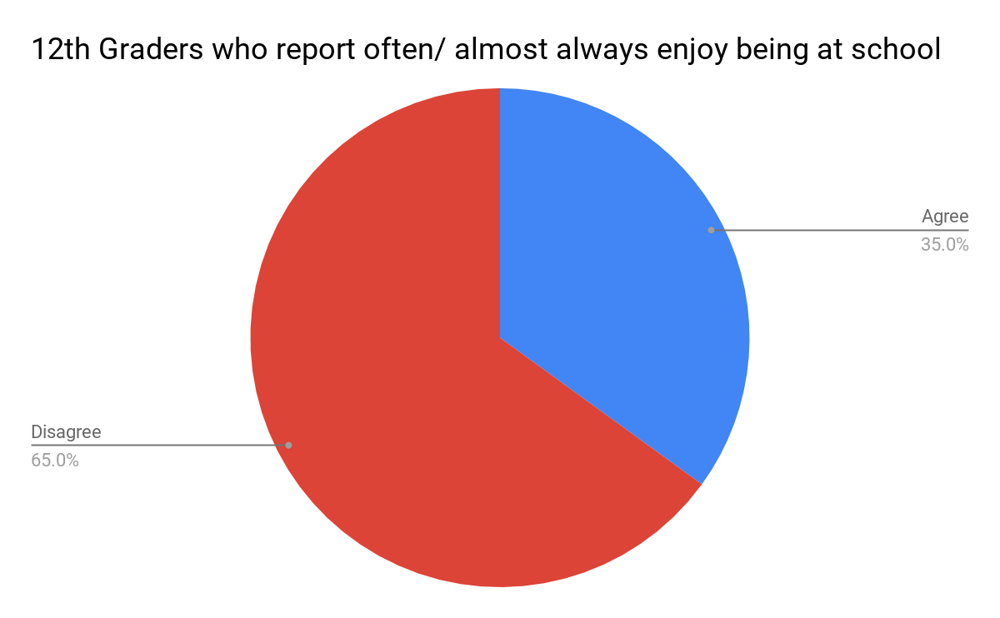 12th Graders who report often/ almost always enjoy being at school
Agree
35.0%
Disagree
65.0%